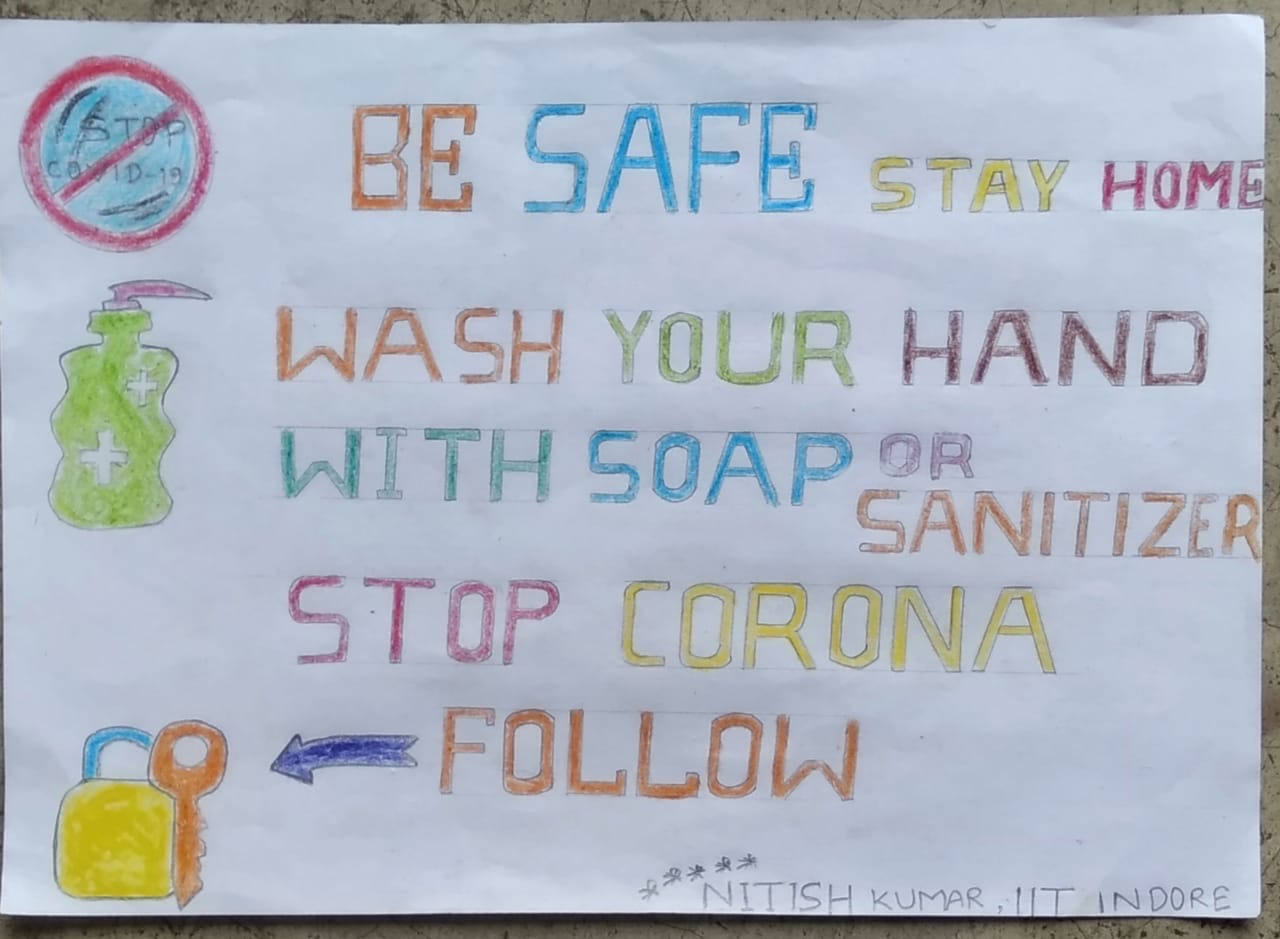 STOP
COVID-19
BE SAFE STAY HOME
WASH YOUR HAND
WITH SOAP OR
SANITIZER
STOP CORONA
FOLLOW
NITISH KUMAR, IIT INDORE